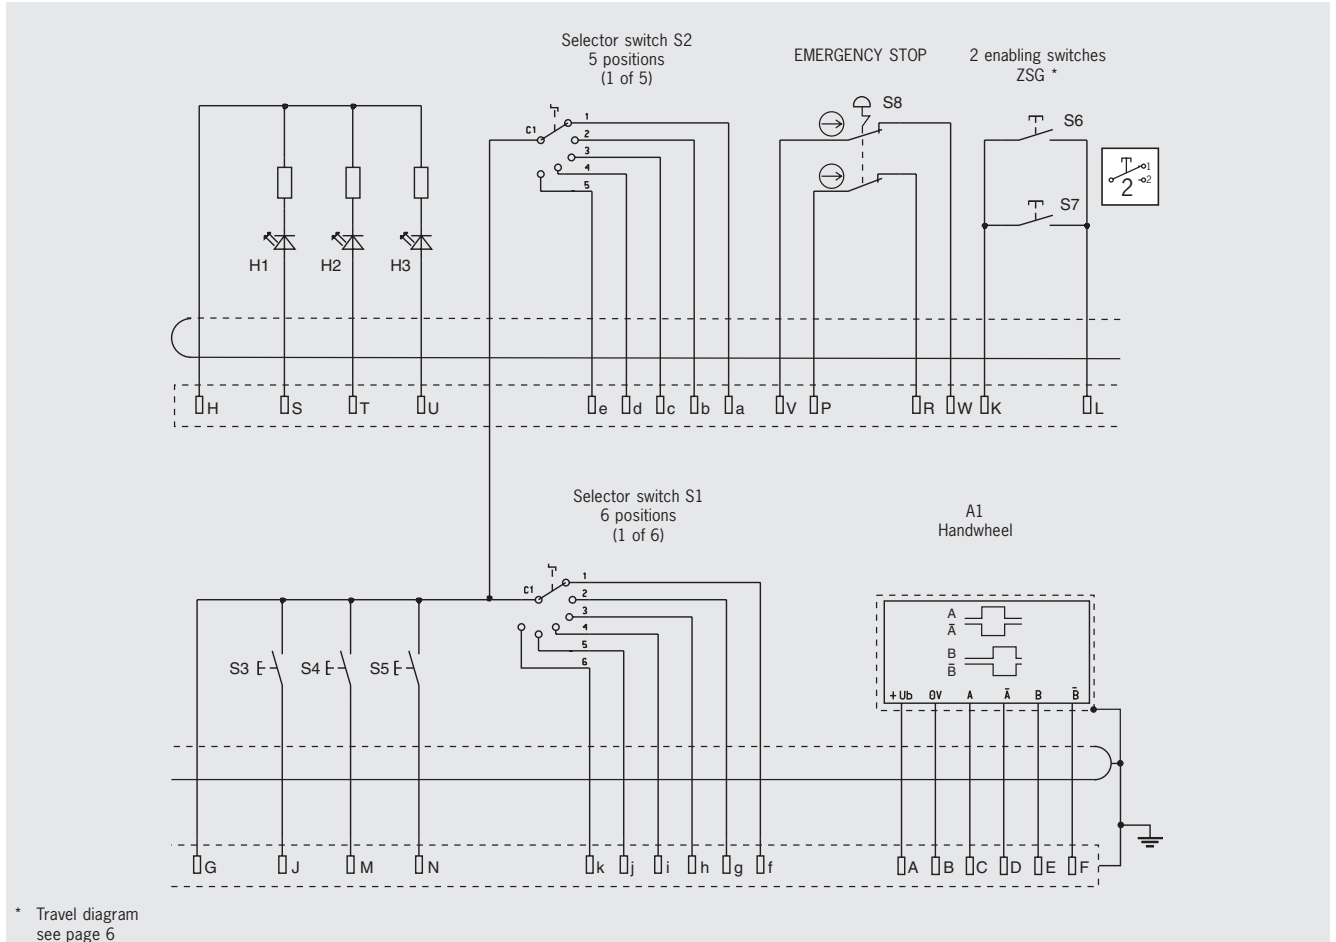 Selector switch S2
5 positions
(1 of 5)
EMERGENCY STOP
2 enabling switches
ZSG *
S8
S6
C1
1
2
3
4
5
1
2
2
S7
H1
H2
H3
H
S
T
U
e
d
c
b
a
V
P
R
W
K
L
Selector switch S1
6 positions
(1 of 6)
A1
Handwheel
C1
1
2
3
4
5
6
S3
S4
S5
A
Ā
B
B̄
+Ub
0V
A
Ā
B
B̄
G
J
M
N
k
j
i
h
g
f
A
B
C
D
E
F
* Travel diagram
see page 6